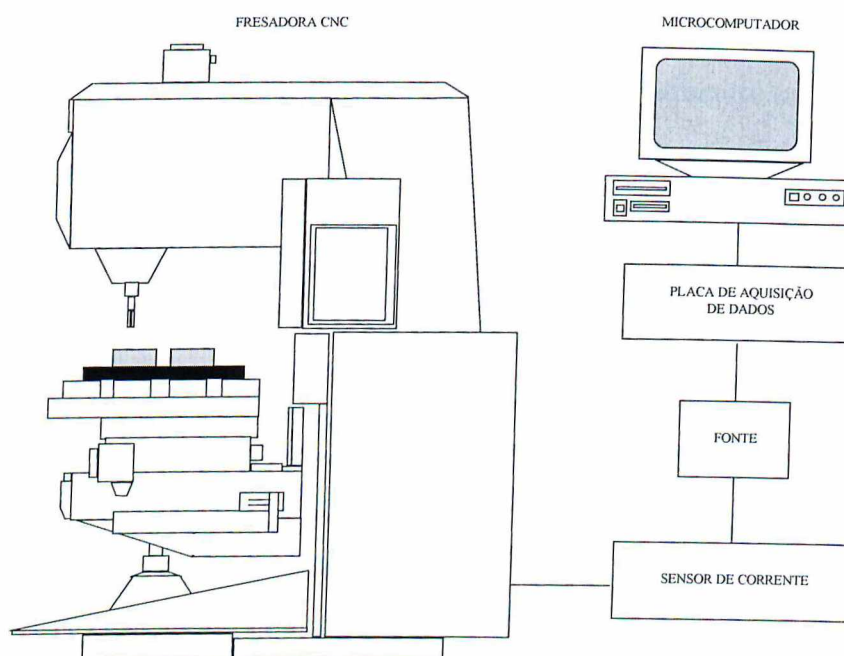 FRESADORA CNC
MICROCOMPUTADOR
PLACA DE AQUISIÇÃO
DE DADOS
FONTE
SENSOR DE CORRENTE